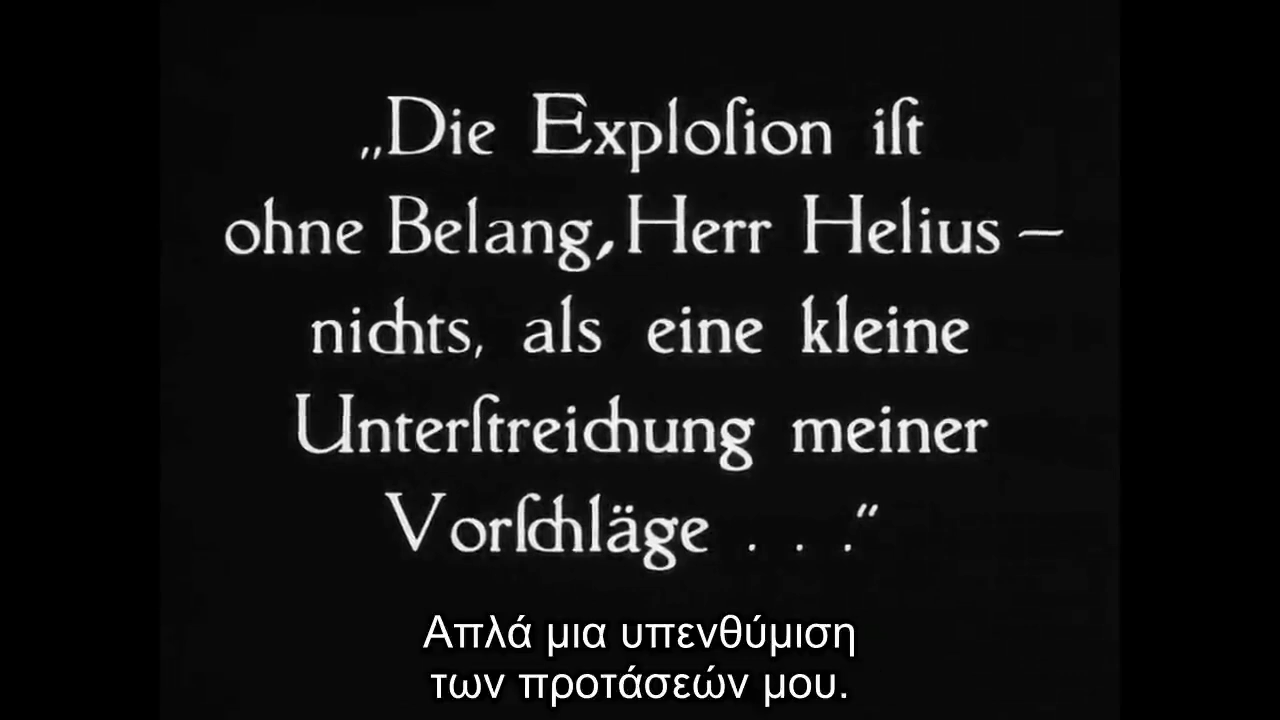 „Die Exploſion iſt
ohne Belang, Herr Helius –
nichts, als eine kleine
Unterſtreichung meiner
Vorſchläge . . .“
Απλά μια υπενθύμιση
των προτάσεών μου.